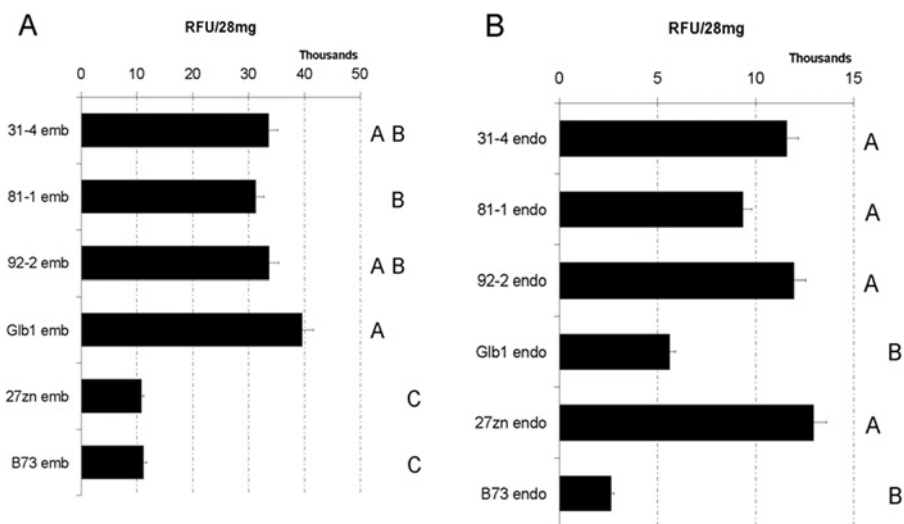 A
RFU/28mg
Thousands
0 10 20 30 40 50
31-4 emb A B
81-1 emb B
92-2 emb A B
Glb1 emb A
27zn emb C
B73 emb C
B
RFU/28mg
Thousands
0 5 10 15
31-4 endo A
81-1 endo A
92-2 endo A
Glb1 endo B
27zn endo A
B73 endo B